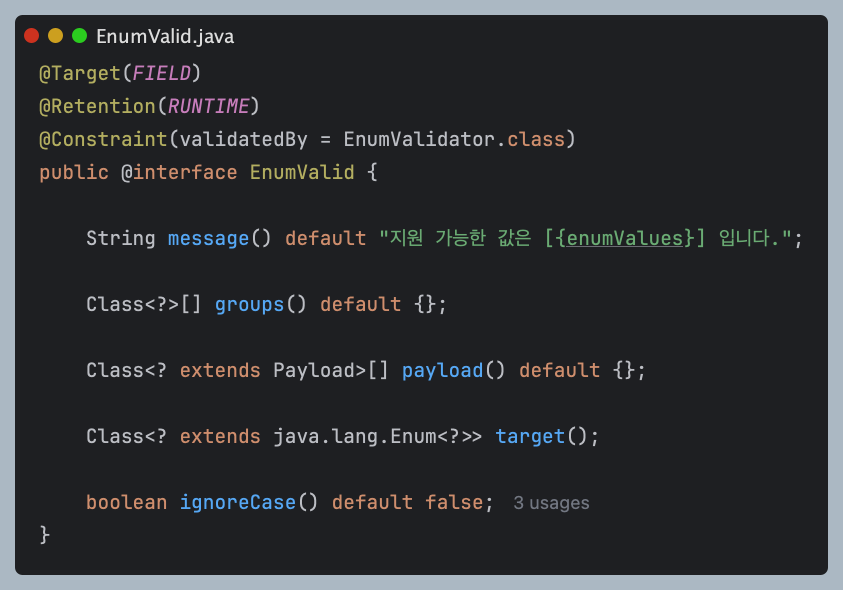 EnumValid.java
@Target(FIELD)
@Retention(RUNTIME)
@Constraint(validatedBy = EnumValidator.class)
public @interface EnumValid {
    String message() default "지원 가능한 값은 [{enumValues}] 입니다.";
    Class<?>[] groups() default {};
    Class<? extends Payload>[] payload() default {};
    Class<? extends java.lang.Enum<?>> target();
    boolean ignoreCase() default false; 3 usages
}